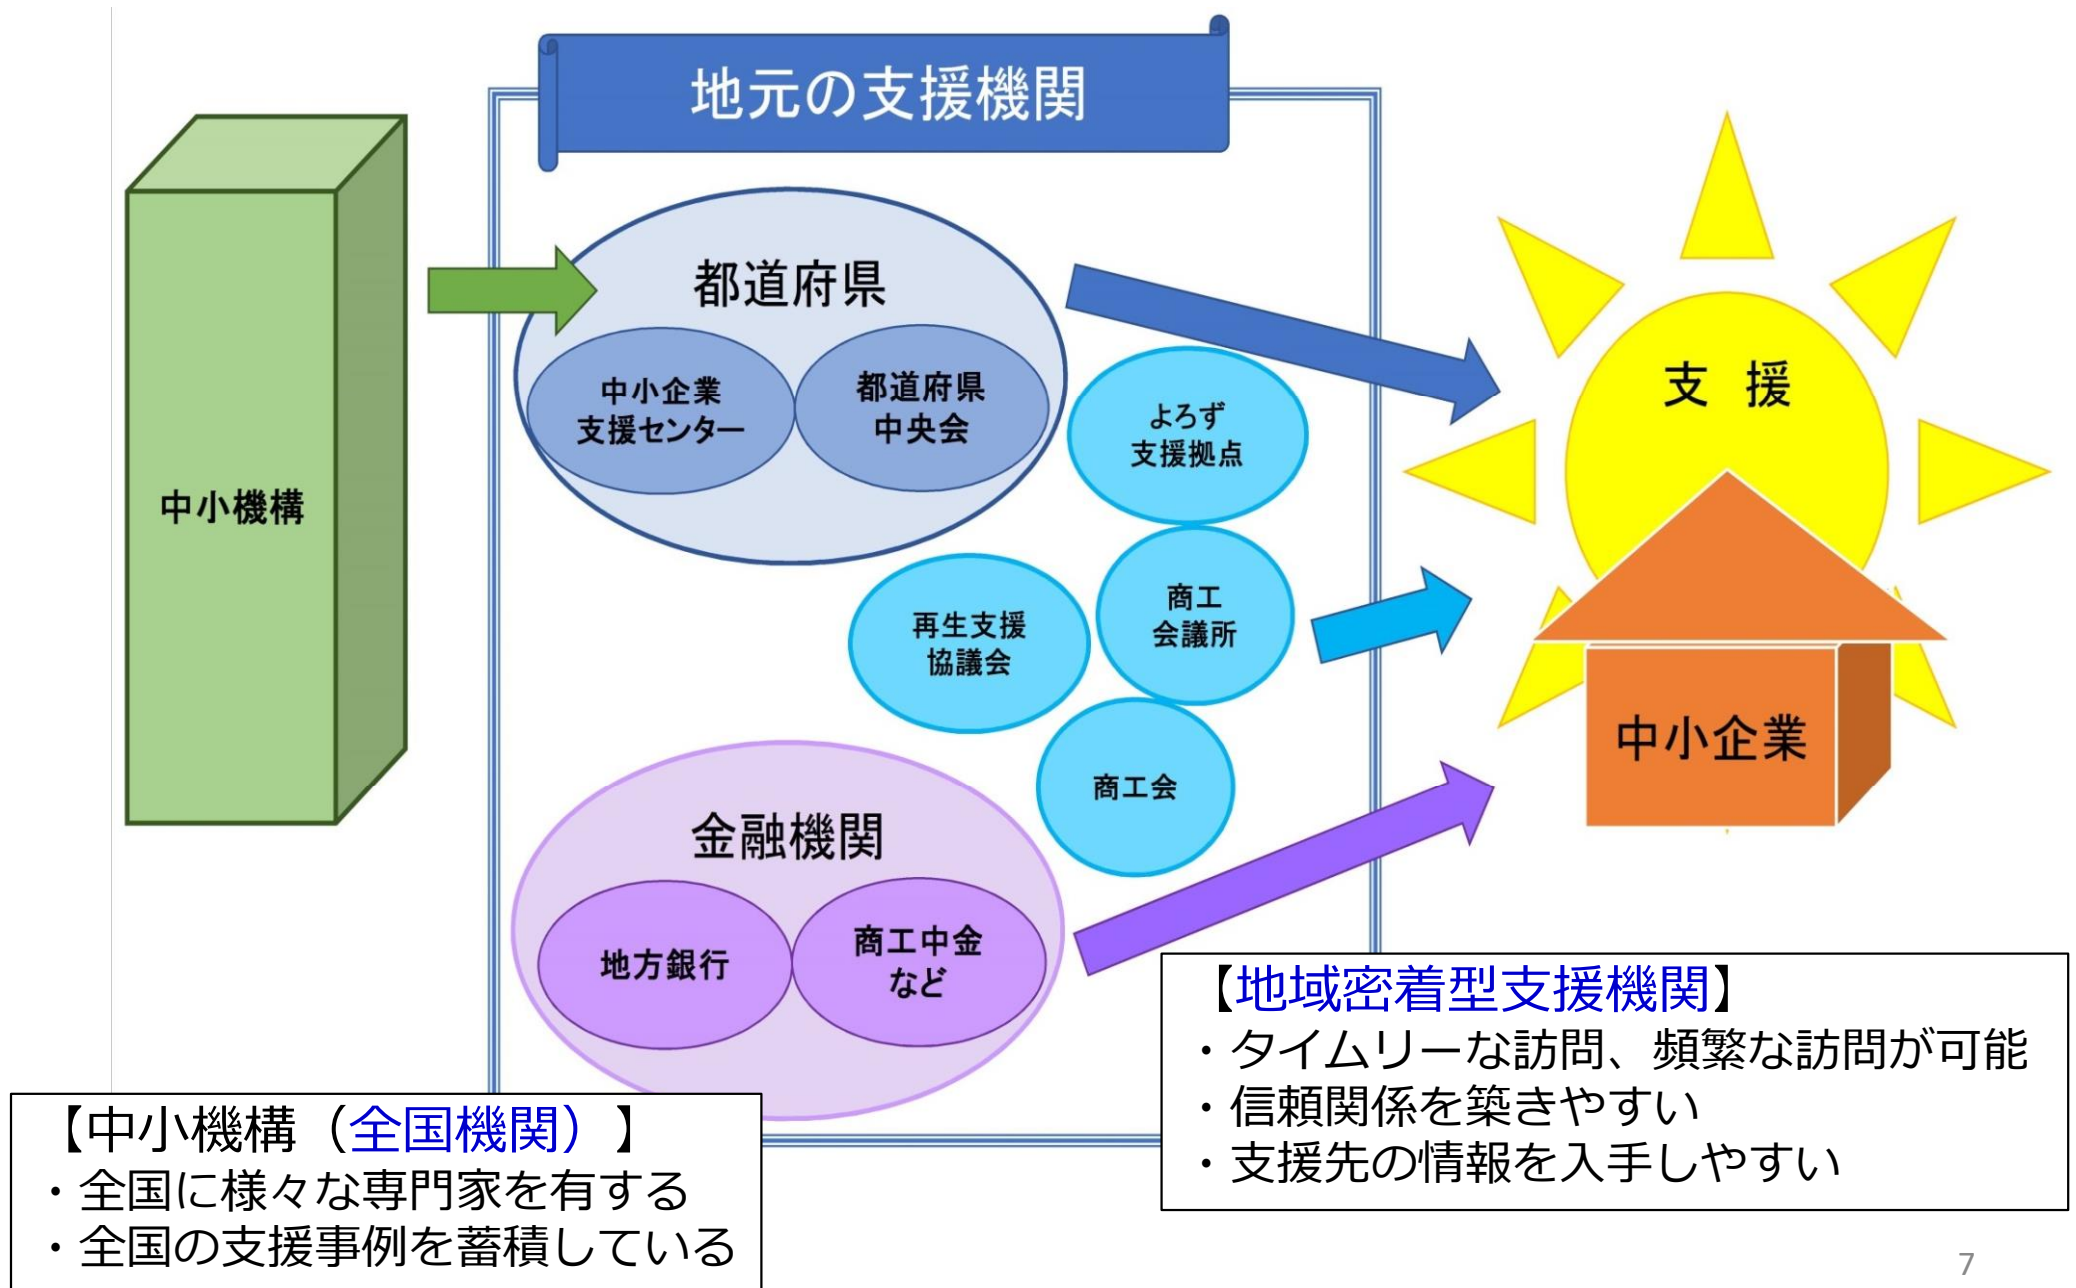 地元の支援機関
中小機構
都道府県
中小企業
支援センター
都道府県
中央会
よろず
支援拠点
再生支援
協議会
商工
会議所
商工会
金融機関
地方銀行
商工中金
など
支 援
中小企業
【中小機構（全国機関）】
・全国に様々な専門家を有する
・全国の支援事例を蓄積している
【地域密着型支援機関】
・タイムリーな訪問、頻繁な訪問が可能
・信頼関係を築きやすい
・支援先の情報を入手しやすい
7